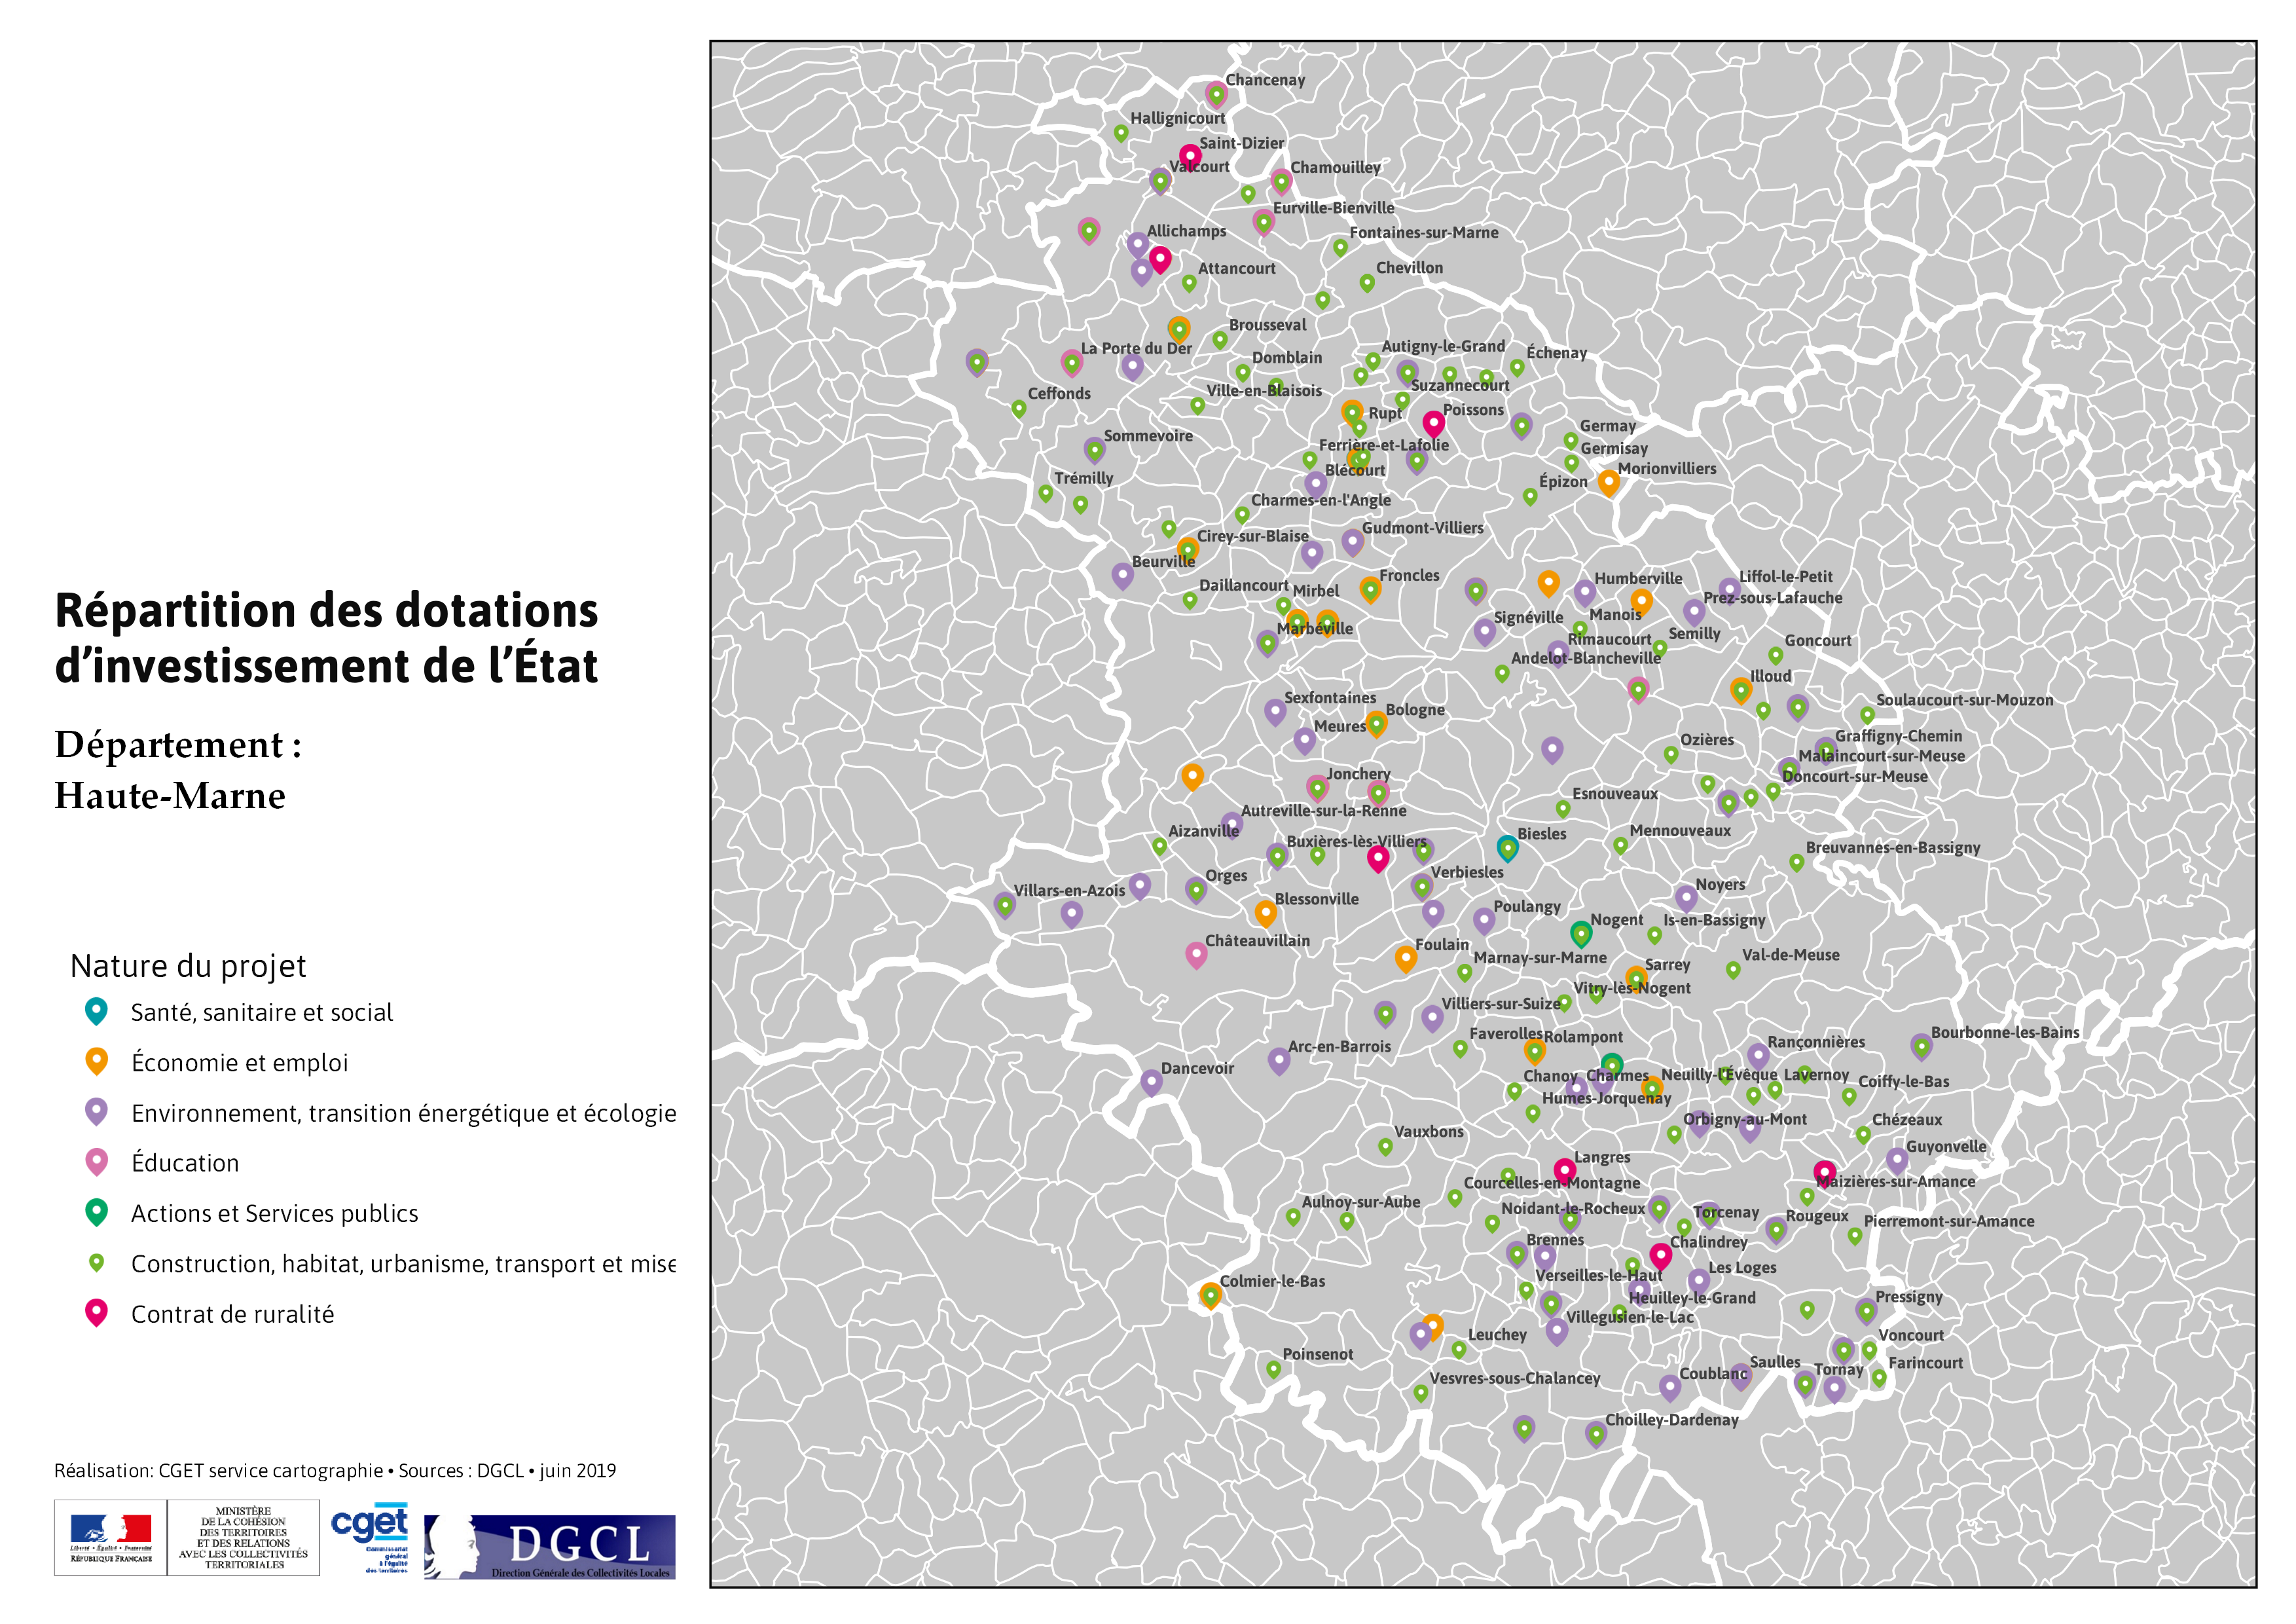 Répartition des dotations
d’investissement de l’État
Département :
Haute-Marne
Nature du projet
Santé, sanitaire et social
Économie et emploi
Environnement, transition énergétique et écologie
Éducation
Actions et Services publics
Construction, habitat, urbanisme, transport et mise
Contrat de ruralité
Réalisation: CGET service cartographie • Sources : DGCL • juin 2019
Liberté • Égalité • Fraternité
RÉPUBLIQUE FRANÇAISE
MINISTÈRE
DE LA COHÉSION
DES TERRITOIRES
ET DES RELATIONS
AVEC LES COLLECTIVITÉS
TERRITORIALES
cget
Commissariat
général
à l'égalité
des territoires
DGCL
Direction Générale des Collectivités Locales
Chancenay
Hallignicourt
Saint-Dizier
Valcourt
Chamouilley
Eurville-Bienville
Allichamps
Fontaines-sur-Marne
Attancourt
Chevillon
Brousseval
La Porte du Der
Domblain
Autigny-le-Grand
Échenay
Ceffonds
Ville-en-Blaisois
Suzannecourt
Rupt
Poissons
Germay
Sommevoire
Ferrière-et-Lafolie
Germisay
Blécourt
Morionvilliers
Trémilly
Épizon
Charmes-en-l'Angle
Cirey-sur-Blaise
Gudmont-Villiers
Beurville
Daillancourt
Mirbel
Froncles
Humberville
Liffol-le-Petit
Prez-sous-Lafauche
Marbéville
Signéville
Manois
Rimaucourt
Semilly
Goncourt
Andelot-Blancheville
Illoud
Sexfontaines
Soulaucourt-sur-Mouzon
Meures
Bologne
Graffigny-Chemin
Ozières
Malaincourt-sur-Meuse
Jonchery
Doncourt-sur-Meuse
Esnouveaux
Autreville-sur-la-Renne
Aizanville
Buxières-lès-Villiers
Biesles
Mennouveaux
Breuvannes-en-Bassigny
Orges
Verbiesles
Villars-en-Azois
Noyers
Blessonville
Poulangy
Nogent
Is-en-Bassigny
Châteauvillain
Foulain
Marnay-sur-Marne
Sarrey
Val-de-Meuse
Vitry-lès-Nogent
Villiers-sur-Suize
Faverolles
Rolampont
Rançonnières
Bourbonne-les-Bains
Arc-en-Barrois
Dancevoir
Chanoy
Charmes
Neuilly-l'Évêque
Lavernoy
Coiffy-le-Bas
Humes-Jorquenay
Orbigny-au-Mont
Chézeaux
Vauxbons
Guyonvelle
Langres
Courcelles-en-Montagne
Maizières-sur-Amance
Aulnoy-sur-Aube
Noidant-le-Rocheux
Torcenay
Rougeux
Pierremont-sur-Amance
Brennes
Chalindrey
Les Loges
Colmier-le-Bas
Verseilles-le-Haut
Heuilley-le-Grand
Pressigny
Villegusien-le-Lac
Leuchey
Voncourt
Poinsenot
Saulles
Farincourt
Vesvres-sous-Chalancey
Coublanc
Tornay
Choilley-Dardenay